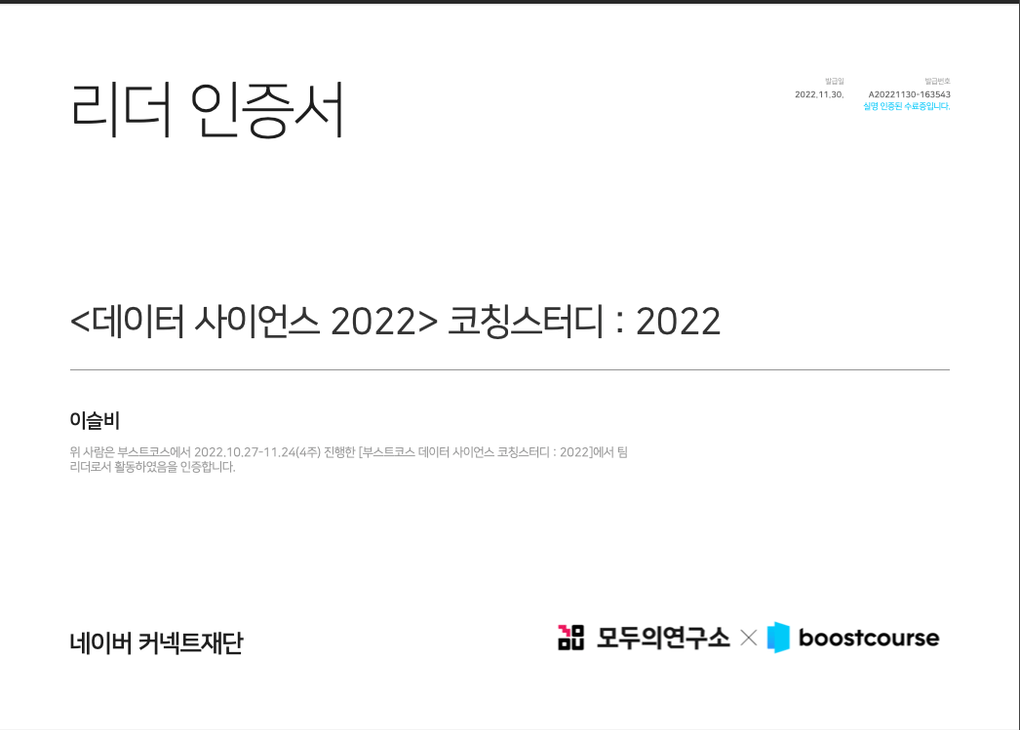 리더 인증서
발급일
2022.11.30.
발급번호
A20221130-163543
실명 인증된 수료증입니다.
<데이터 사이언스 2022> 코칭스터디 : 2022
이슬비
위 사람은 부스트코스에서 2022.10.27-11.24(4주) 진행한 [부스트코스 데이터 사이언스 코칭스터디 : 2022]에서 팀
리더로서 활동하였음을 인증합니다.
네이버 커넥트재단
모두의연구소 × boostcourse